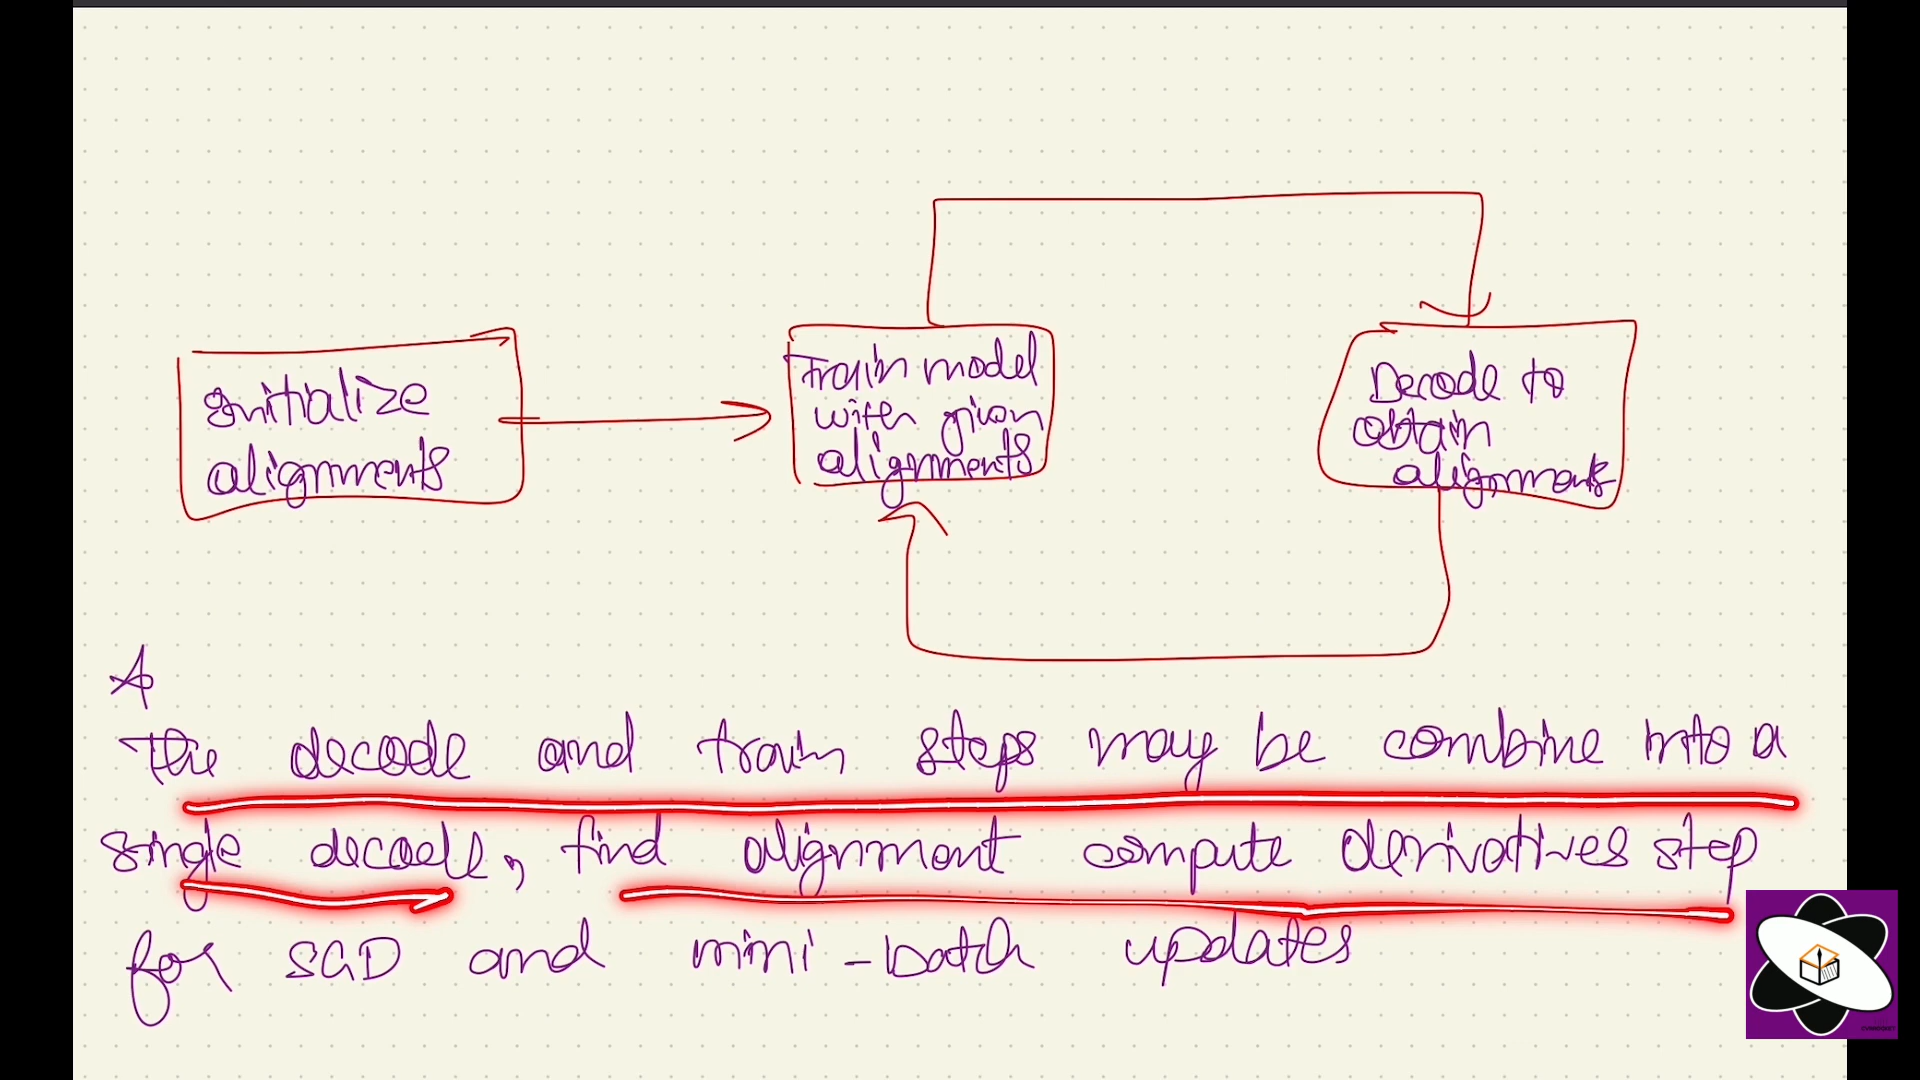 Initialize
alignments
Train model
with given
alignments
Decode to
obtain
alignments
The decode and train steps may be combine into a
single decode, find alignment compute derivatives step
for SGD and mini-batch updates